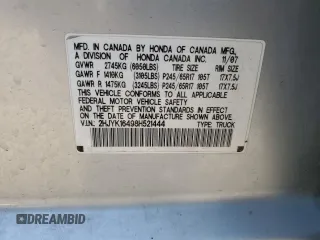 MFD. IN CANADA BY HONDA OF CANADA MFG.,
A DIVISION OF HONDA CANADA INC. 11/07
GVWR 2745KG (6050LBS) TIRE SIZE RIM SIZE
GAWR F 1410KG (3105LBS) P245/65R17 105T 17X7.5J
GAWR R 1475KG (3245LBS) P245/65R17 105T 17X7.5J
THIS VEHICLE CONFORMS TO ALL APPLICABLE
FEDERAL MOTOR VEHICLE SAFETY
AND THEFT PREVENTION STANDARDS IN EFFECT
ON THE DATE OF MANUFACTURE SHOWN ABOVE.
V.I.N.: 2HJYK16498H521444 TYPE: TRUCK
DREAMBID